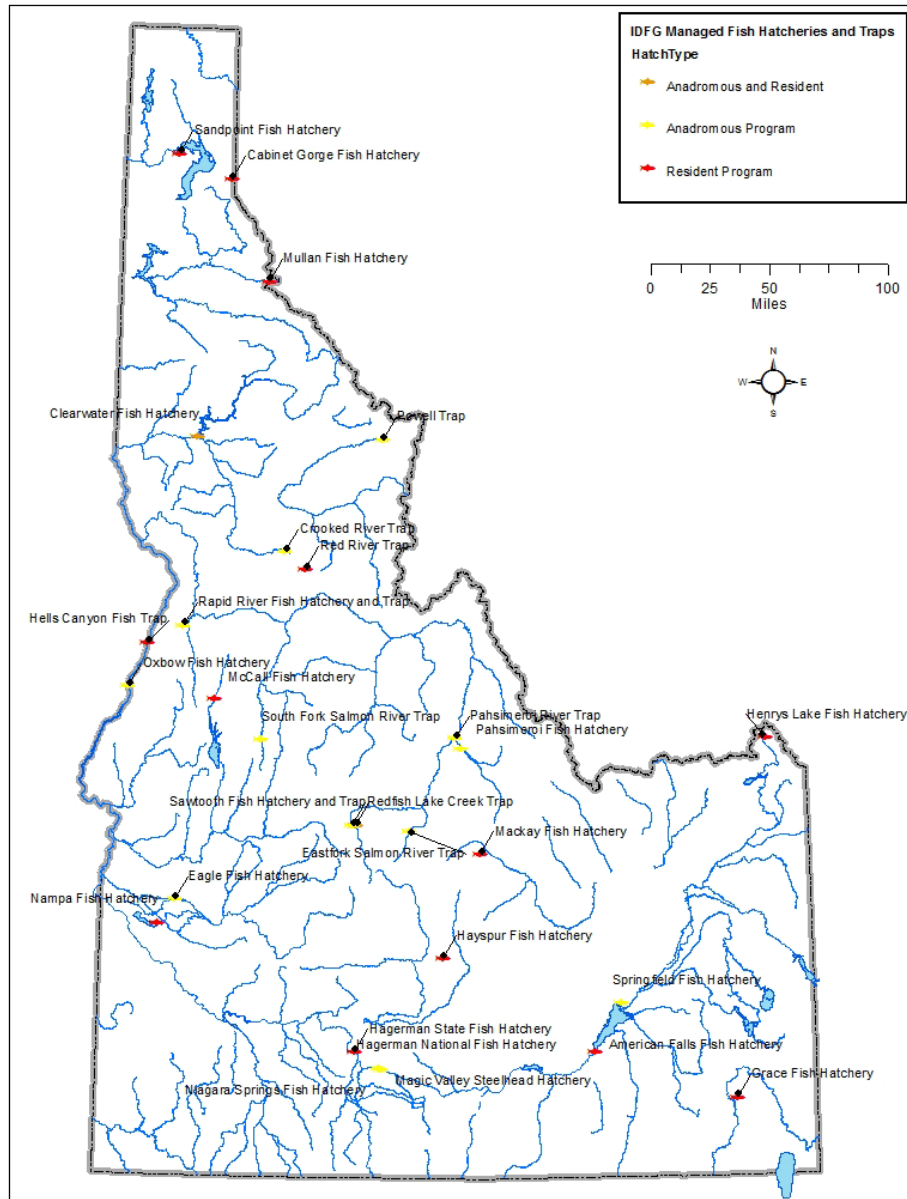 IDFG Managed Fish Hatcheries and Traps
HatchType
Anadromous and Resident
Anadromous Program
Resident Program
0 25 50 100
Miles
N
W E
S
Sandpoint Fish Hatchery
Cabinet Gorge Fish Hatchery
Mullan Fish Hatchery
Clearwater Fish Hatchery
Powell Trap
Crooked River Trap
Red River Trap
Rapid River Fish Hatchery and Trap
Hells Canyon Fish Trap
Oxbow Fish Hatchery
McCall Fish Hatchery
South Fork Salmon River Trap
Pahsimeroi River Trap
Pahsimeroi Fish Hatchery
Henrys Lake Fish Hatchery
Sawtooth Fish Hatchery and Trap
Redfish Lake Creek Trap
Mackay Fish Hatchery
Eastfork Salmon River Trap
Eagle Fish Hatchery
Nampa Fish Hatchery
Hayspur Fish Hatchery
Springfield Fish Hatchery
Hagerman State Fish Hatchery
Hagerman National Fish Hatchery
American Falls Fish Hatchery
Grace Fish Hatchery
Magic Valley Steelhead Hatchery
Niagara Springs Fish Hatchery